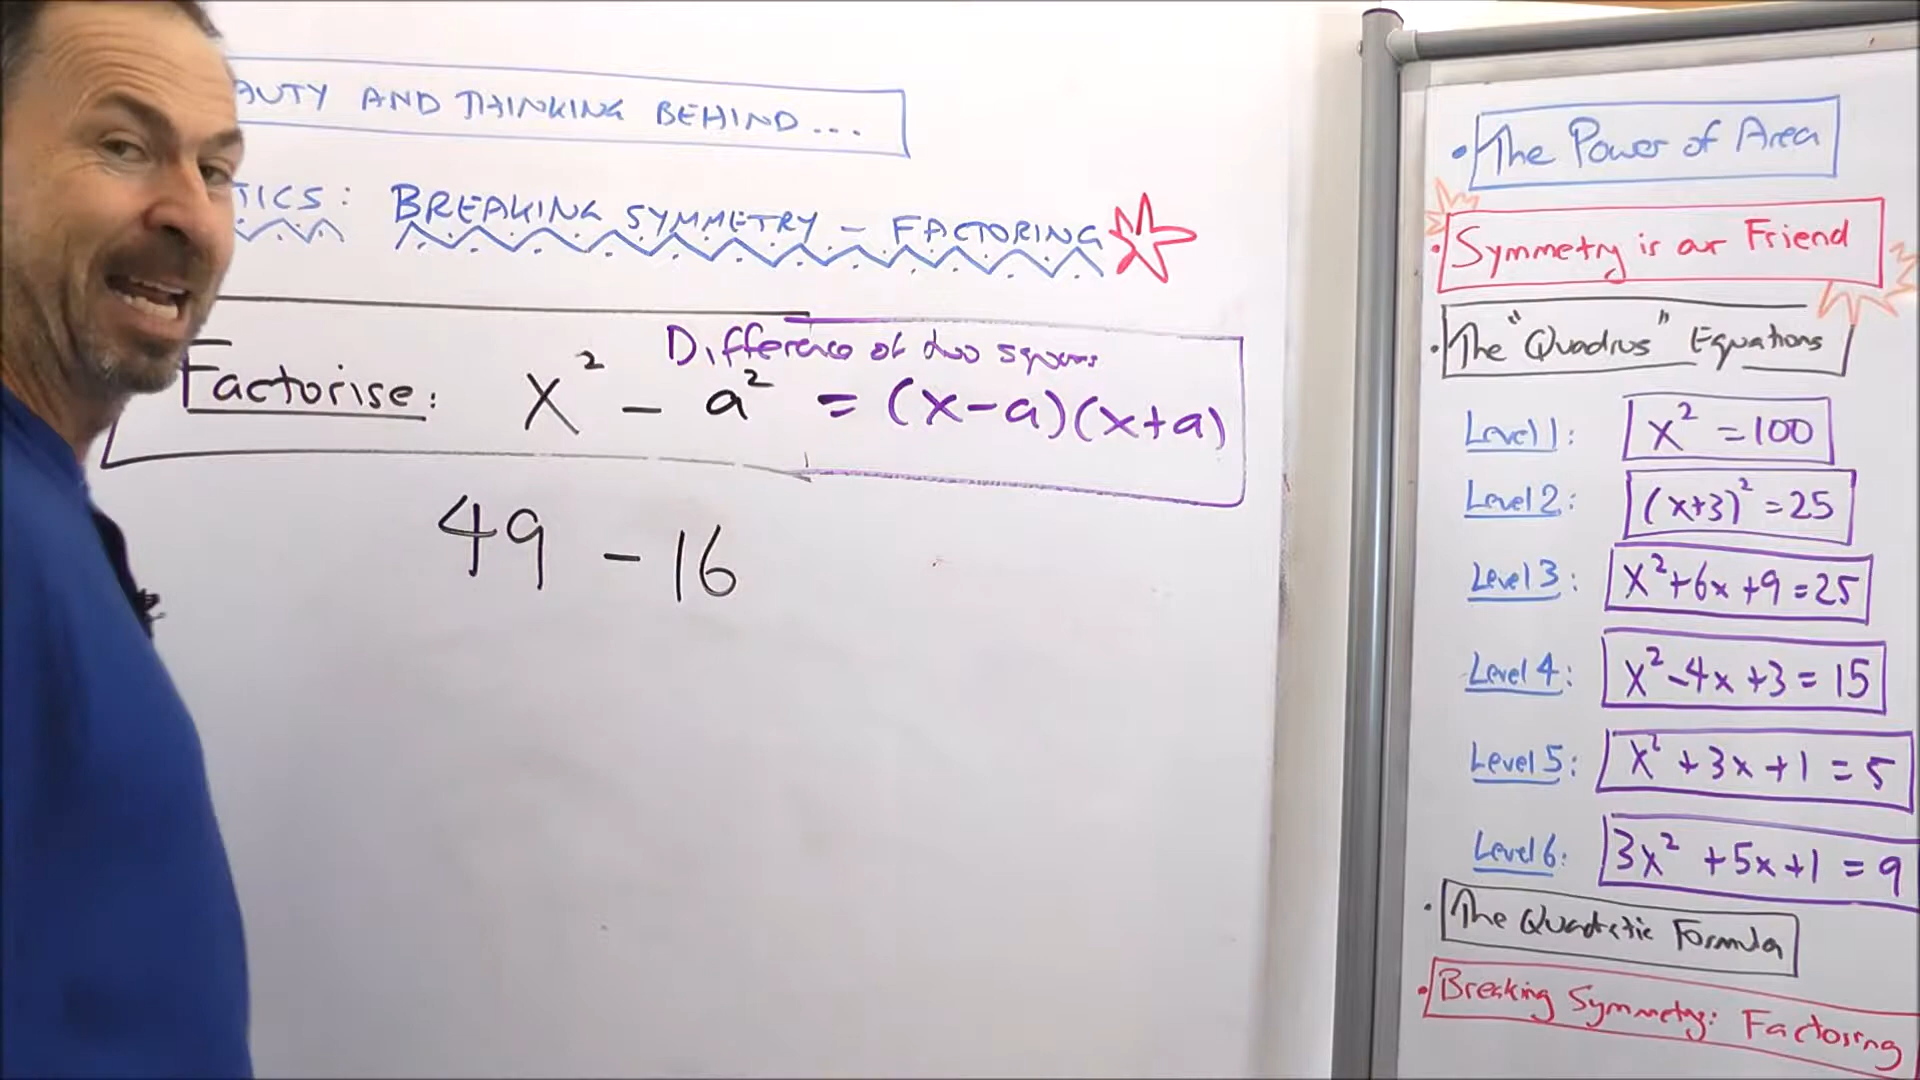 AUTY AND THINKING BEHIND...
TICS: BREAKING SYMMETRY - FACTORING
Difference of two squares
Factorise: x² - a² = (x-a)(x+a)
49 - 16
• The Power of Area
• Symmetry is our Friend
• The "Quadrus" Equations
Level 1: x² = 100
Level 2: (x+3)² = 25
Level 3: x²+6x+9=25
Level 4: x²-4x+3=15
Level 5: x²+3x+1=5
Level 6: 3x²+5x+1=9
• The Quadratic Formula
• Breaking Symmetry: Factoring